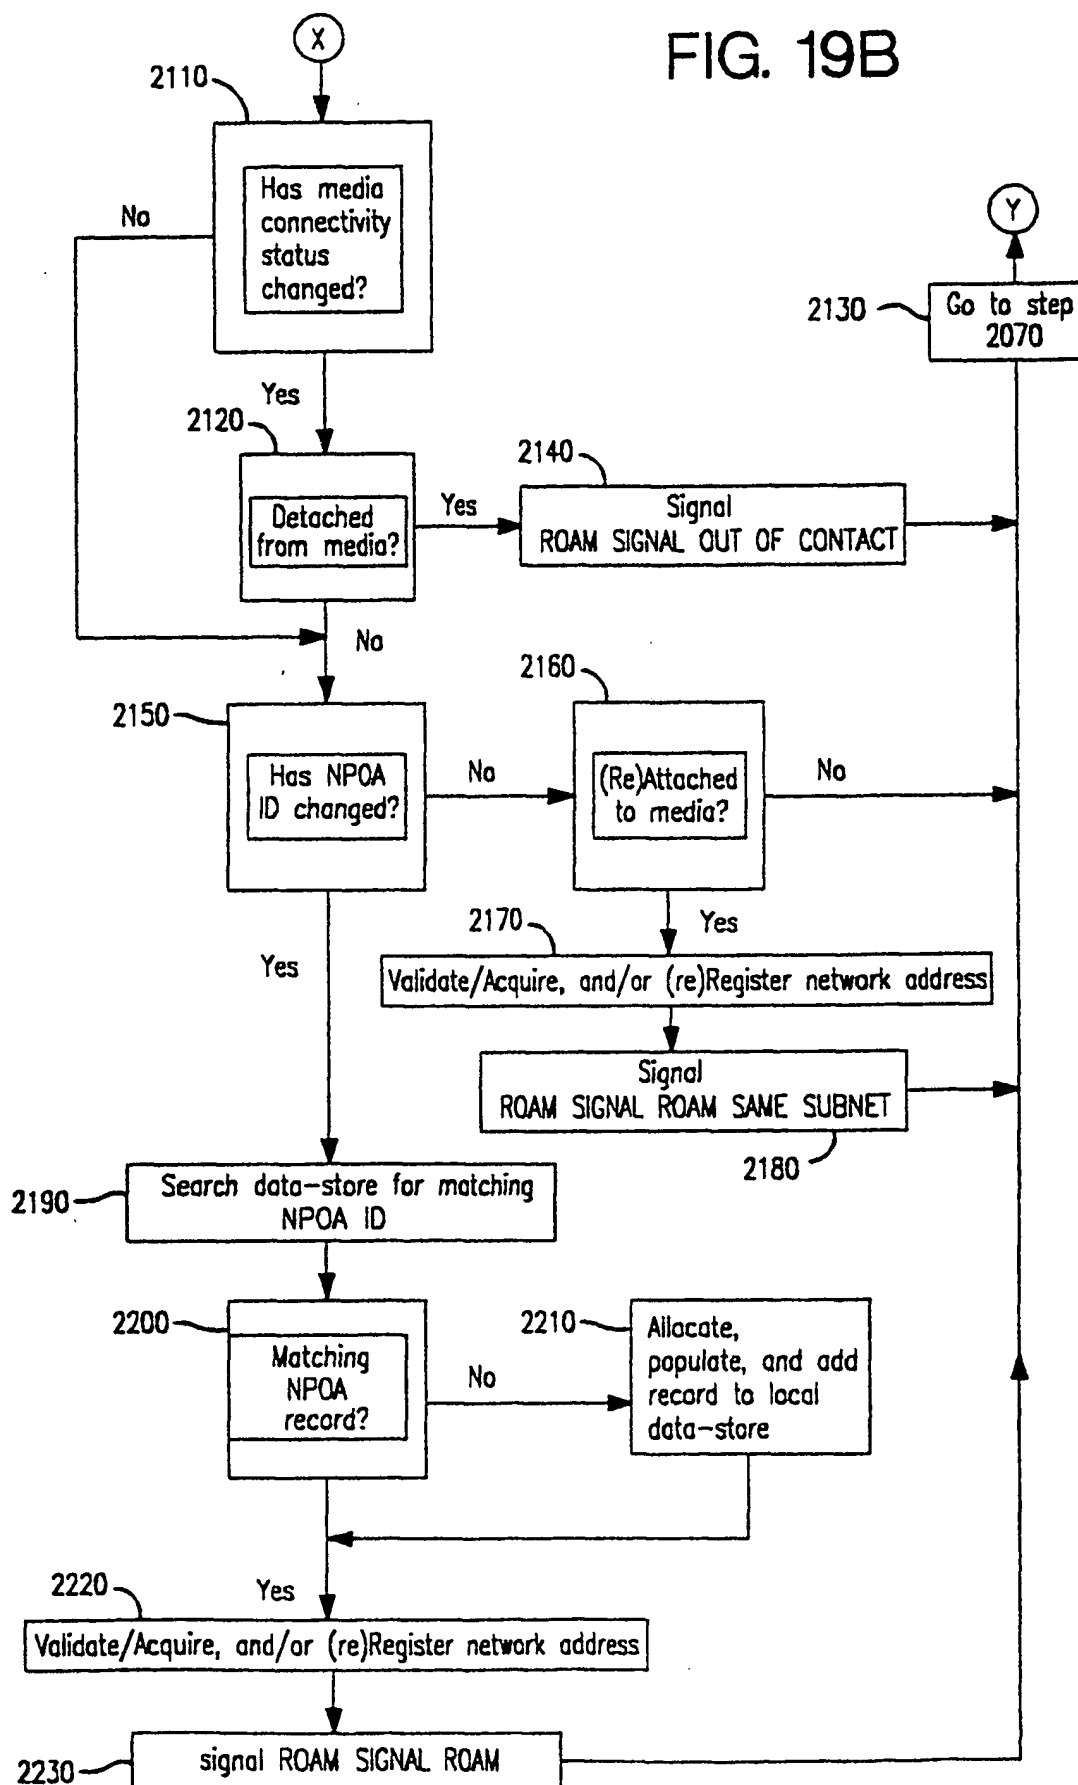 FIG. 19B
X
2110
Has media
connectivity
status
changed?
No
Yes
Y
2130
Go to step
2070
2120
Detached
from media?
Yes
No
2140
Signal
ROAM SIGNAL OUT OF CONTACT
2150
Has NPOA
ID changed?
No
Yes
2160
(Re)Attached
to media?
No
Yes
2170
Validate/Acquire, and/or (re)Register network address
Signal
ROAM SIGNAL ROAM SAME SUBNET
2180
2190
Search data-store for matching
NPOA ID
2200
Matching
NPOA
record?
No
2210
Allocate,
populate, and add
record to local
data-store
Yes
2220
Validate/Acquire, and/or (re)Register network address
2230
signal ROAM SIGNAL ROAM